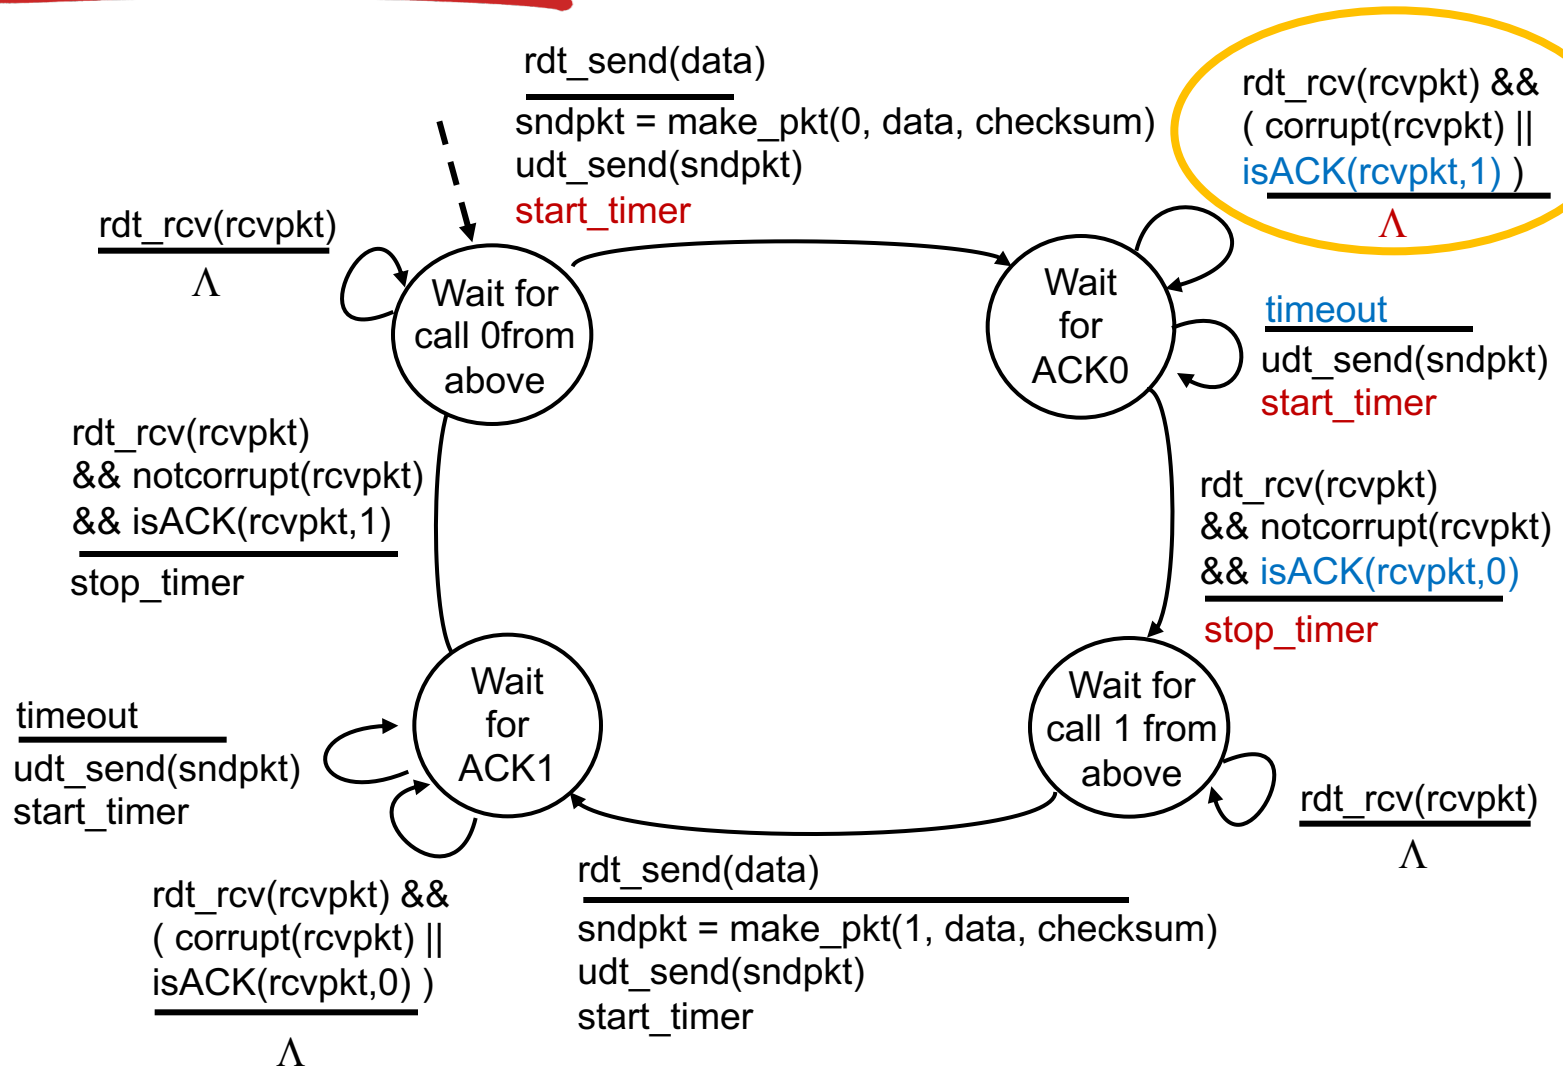 rdt_send(data)
sndpkt = make_pkt(0, data, checksum)
udt_send(sndpkt)
start_timer
rdt_rcv(rcvpkt) &&
( corrupt(rcvpkt) ||
isACK(rcvpkt,1) )
Λ
rdt_rcv(rcvpkt)
Λ
Wait for
call 0from
above
Wait
for
ACK0
timeout
udt_send(sndpkt)
start_timer
rdt_rcv(rcvpkt)
&& notcorrupt(rcvpkt)
&& isACK(rcvpkt,1)
stop_timer
rdt_rcv(rcvpkt)
&& notcorrupt(rcvpkt)
&& isACK(rcvpkt,0)
stop_timer
Wait
for
ACK1
Wait for
call 1 from
above
timeout
udt_send(sndpkt)
start_timer
rdt_rcv(rcvpkt)
Λ
rdt_rcv(rcvpkt) &&
( corrupt(rcvpkt) ||
isACK(rcvpkt,0) )
Λ
rdt_send(data)
sndpkt = make_pkt(1, data, checksum)
udt_send(sndpkt)
start_timer